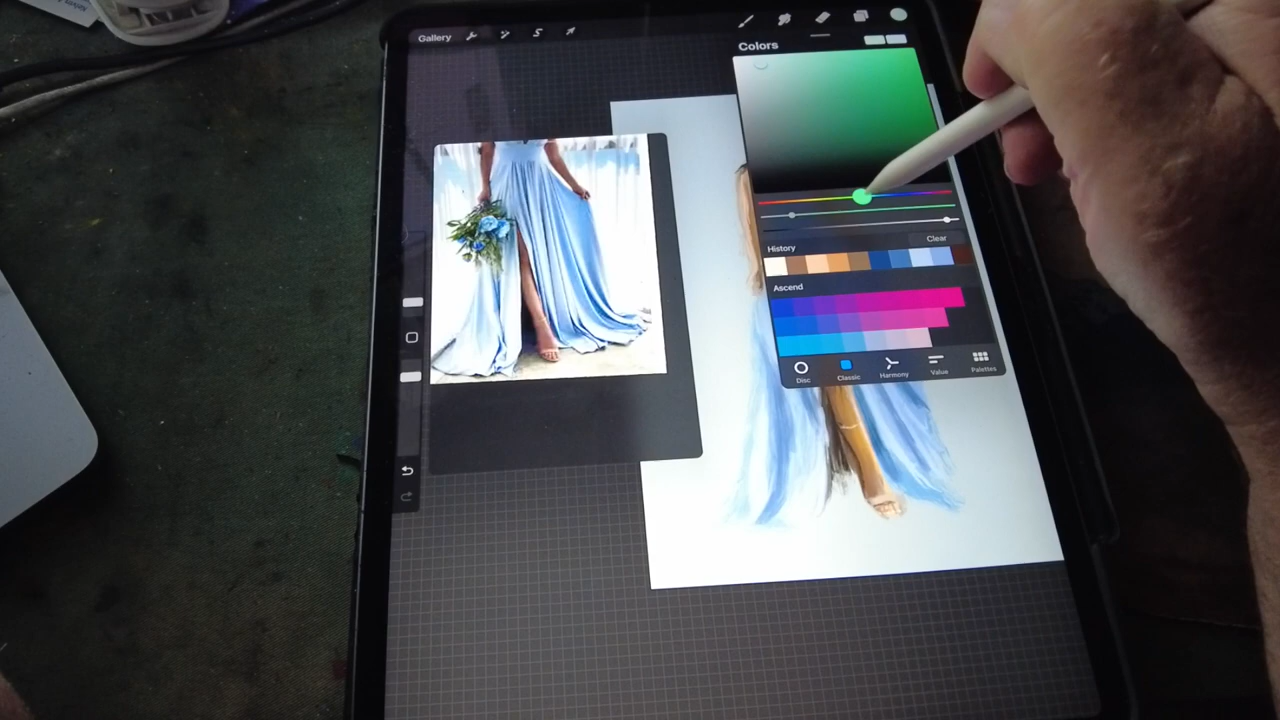 Gallery
Colors
History
Clear
Ascend
Disc
Classic
Harmony
Value
Palettes